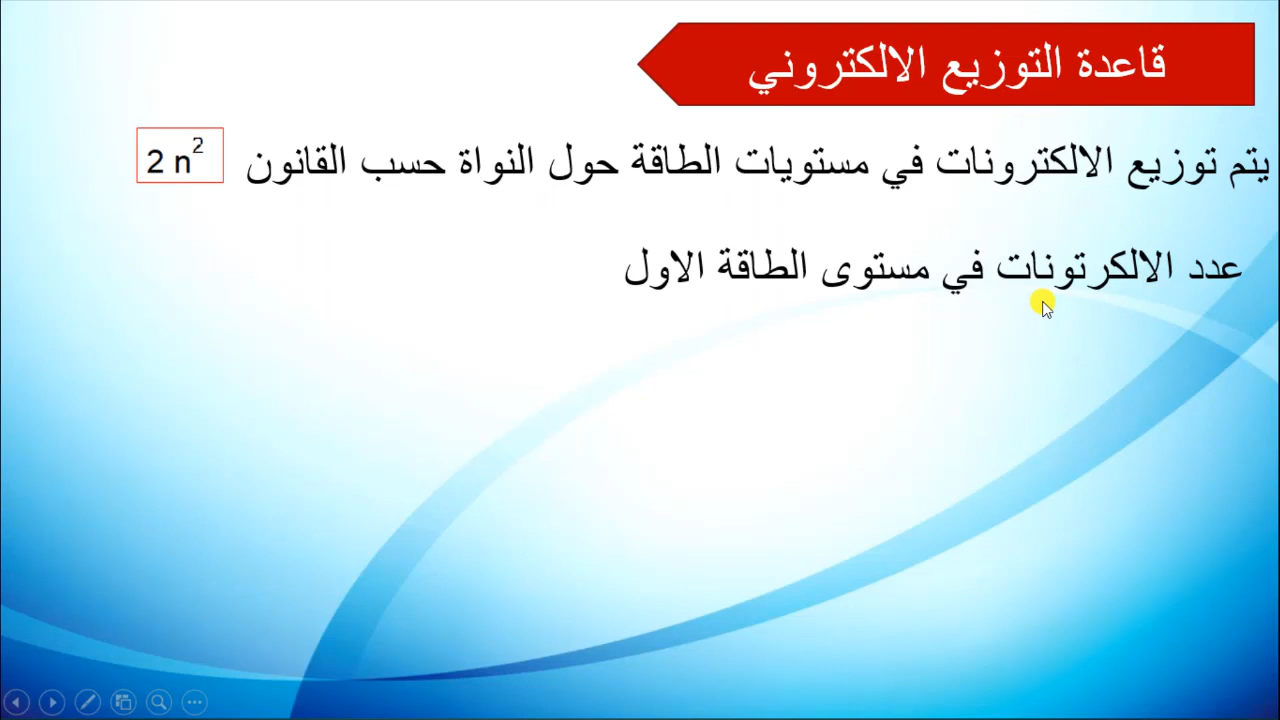 قاعدة التوزيع الالكتروني
يتم توزيع الالكترونات في مستويات الطاقة حول النواة حسب القانون 2 n²
عدد الالكرتونات في مستوى الطاقة الاول